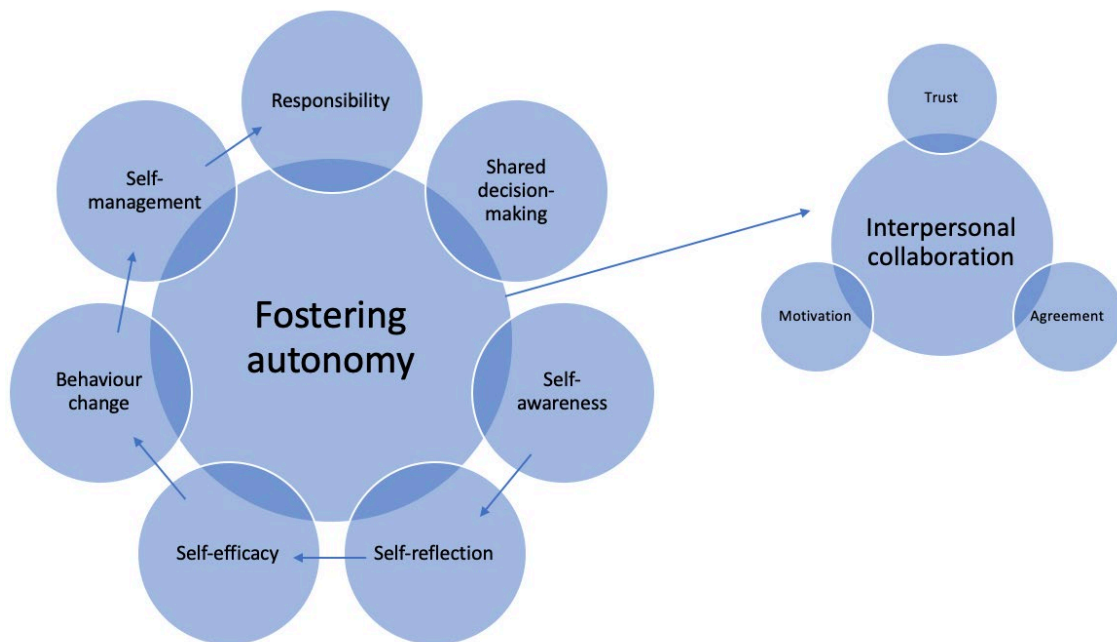 Responsibility
Shared
decision-
making
Self-
management
Fostering
autonomy
Behaviour
change
Self-
awareness
Self-efficacy
Self-reflection
Trust
Interpersonal
collaboration
Motivation
Agreement